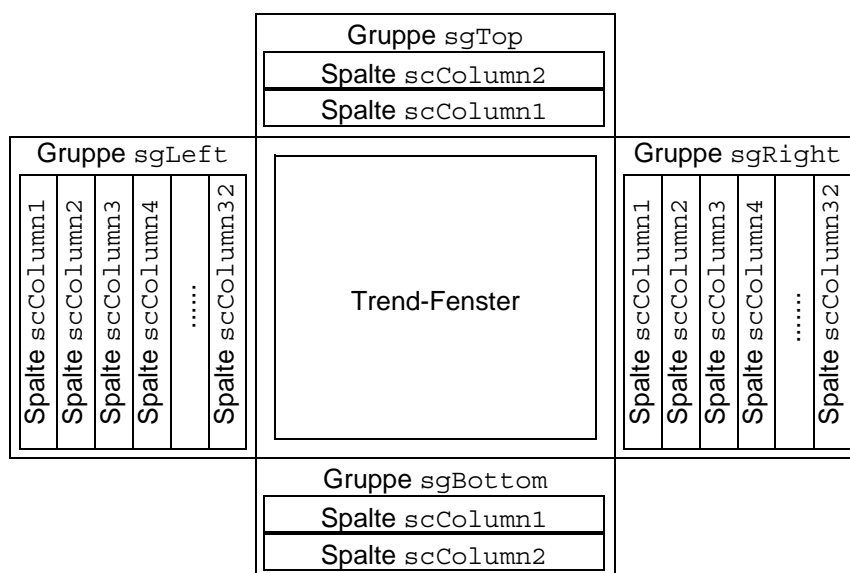 Gruppe sgTop
Spalte scColumn2
Spalte scColumn1
Gruppe sgLeft
Spalte scColumn1
Spalte scColumn2
Spalte scColumn3
Spalte scColumn4
.......
Spalte scColumn32
Trend-Fenster
Gruppe sgRight
Spalte scColumn1
Spalte scColumn2
Spalte scColumn3
Spalte scColumn4
.......
Spalte scColumn32
Gruppe sgBottom
Spalte scColumn1
Spalte scColumn2